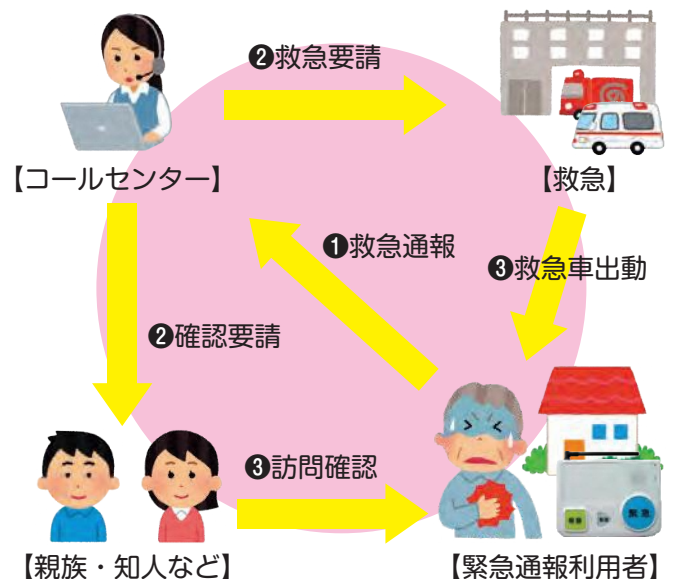 ❷救急要請
【コールセンター】
【救急】
❶救急通報
❸救急車出動
❷確認要請
緊急
❸訪問確認
【親族・知人など】
【緊急通報利用者】